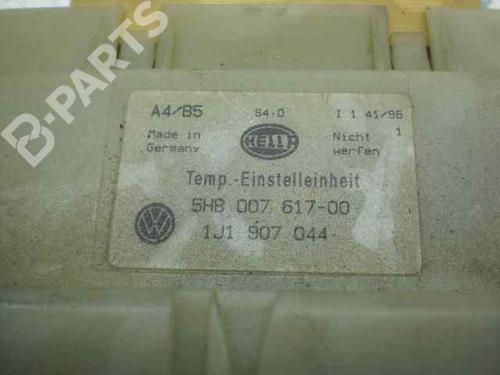 B-PARTS
A4/B5 S4.0 I 1 41/96
Made in Germany
HELLA
Nicht werfen 1
Temp.-Einstelleinheit
5HB 007 617-00
1J1 907 044